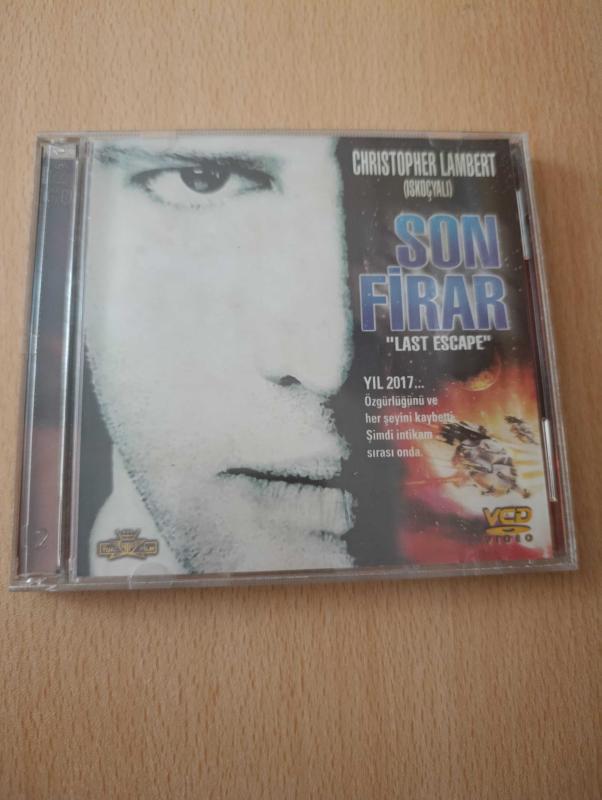 CHRISTOPHER LAMBERT
(ISKOÇYALI)
SON
FİRAR
"LAST ESCAPE"
YIL 2017...
Özgürlüğünü ve
her şeyini kaybetti.
Şimdi intikam
sırası onda.
VCD
VIDEO